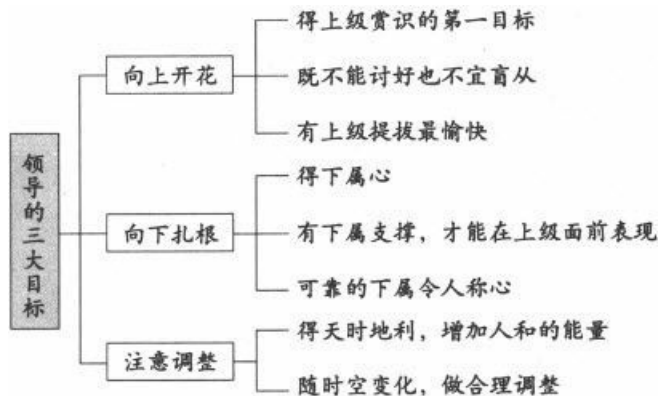 领导的三大目标
向上开花
得上级赏识的第一目标
既不能讨好也不宜盲从
有上级提拔最愉快
向下扎根
得下属心
有下属支撑，才能在上级面前表现
可靠的下属令人称心
注意调整
得天时地利，增加人和的能量
随时空变化，做合理调整